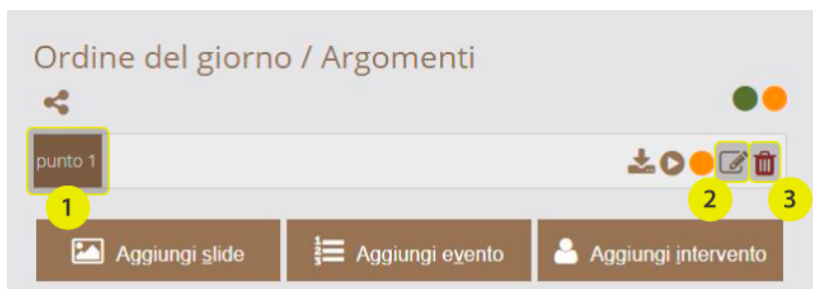 Ordine del giorno / Argomenti
punto 1
1
2
3
Aggiungi slide
Aggiungi evento
Aggiungi intervento